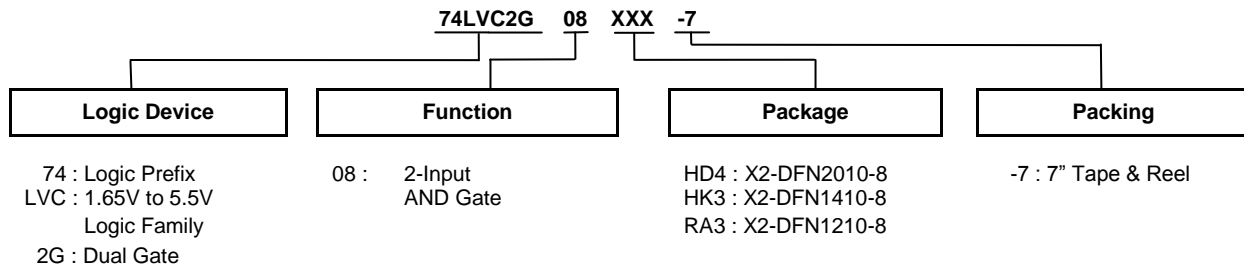 74LVC2G 08 XXX -7
Logic Device Function Package Packing
74 : Logic Prefix
LVC : 1.65V to 5.5V
Logic Family
2G : Dual Gate
08 : 2-Input
AND Gate
HD4 : X2-DFN2010-8
HK3 : X2-DFN1410-8
RA3 : X2-DFN1210-8
-7 : 7” Tape & Reel